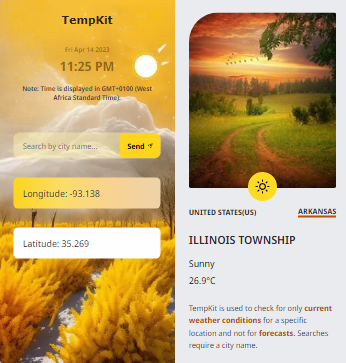 TempKit
Fri Apr 14 2023
11:25 PM
Note: Time is displayed in GMT+0100 (West
Africa Standard Time).
Search by city name...
Send
Longitude: -93.138
Latitude: 35.269
UNITED STATES(US)
ARKANSAS
ILLINOIS TOWNSHIP
Sunny
26.9°C
TempKit is used to check for only current
weather conditions for a specific
location and not for forecasts. Searches
require a city name.